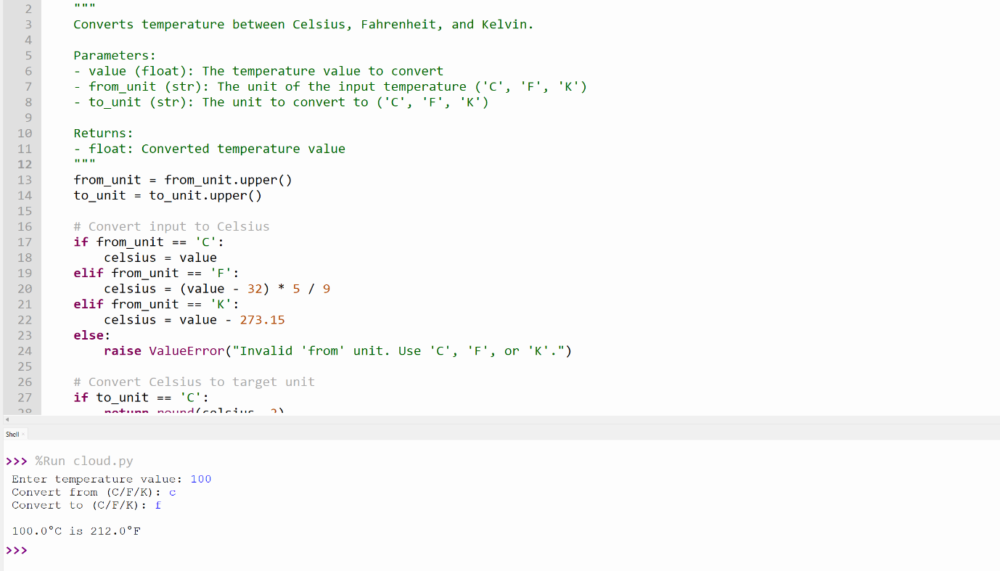 2 """
3 Converts temperature between Celsius, Fahrenheit, and Kelvin.
4
5 Parameters:
6 - value (float): The temperature value to convert
7 - from_unit (str): The unit of the input temperature ('C', 'F', 'K')
8 - to_unit (str): The unit to convert to ('C', 'F', 'K')
9
10 Returns:
11 - float: Converted temperature value
12 """
13 from_unit = from_unit.upper()
14 to_unit = to_unit.upper()
15
16 # Convert input to Celsius
17 if from_unit == 'C':
18 celsius = value
19 elif from_unit == 'F':
20 celsius = (value - 32) * 5 / 9
21 elif from_unit == 'K':
22 celsius = value - 273.15
23 else:
24 raise ValueError("Invalid 'from' unit. Use 'C', 'F', or 'K'.")
25
26 # Convert Celsius to target unit
27 if to_unit == 'C':
28 return round(celsius, 2)
Shell ×
>>> %Run cloud.py
Enter temperature value: 100
Convert from (C/F/K): c
Convert to (C/F/K): f
100.0°C is 212.0°F
>>>